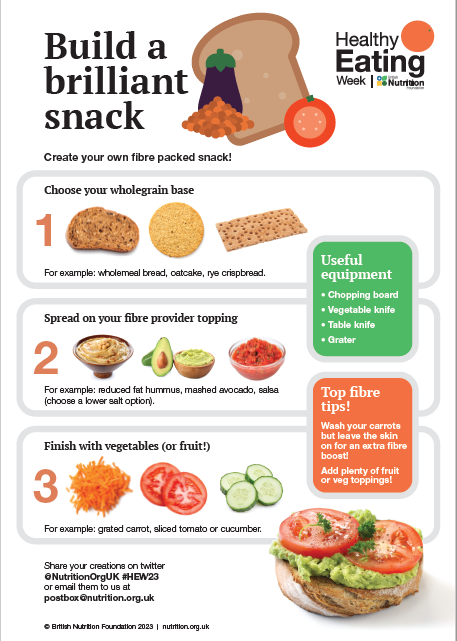 Build a
brilliant
snack
Healthy
Eating
Week
British
Nutrition
Foundation
Create your own fibre packed snack!
Choose your wholegrain base
1
For example: wholemeal bread, oatcake, rye crispbread.
Useful
equipment
• Chopping board
• Vegetable knife
• Table knife
• Grater
Spread on your fibre provider topping
2
For example: reduced fat hummus, mashed avocado, salsa
(choose a lower salt option).
Top fibre
tips!
Wash your carrots
but leave the skin
on for an extra fibre
boost!
Add plenty of fruit
or veg toppings!
Finish with vegetables (or fruit!)
3
For example: grated carrot, sliced tomato or cucumber.
Share your creations on twitter
@NutritionOrgUK #HEW23
or email them to us at
postbox@nutrition.org.uk
© British Nutrition Foundation 2023 | nutrition.org.uk